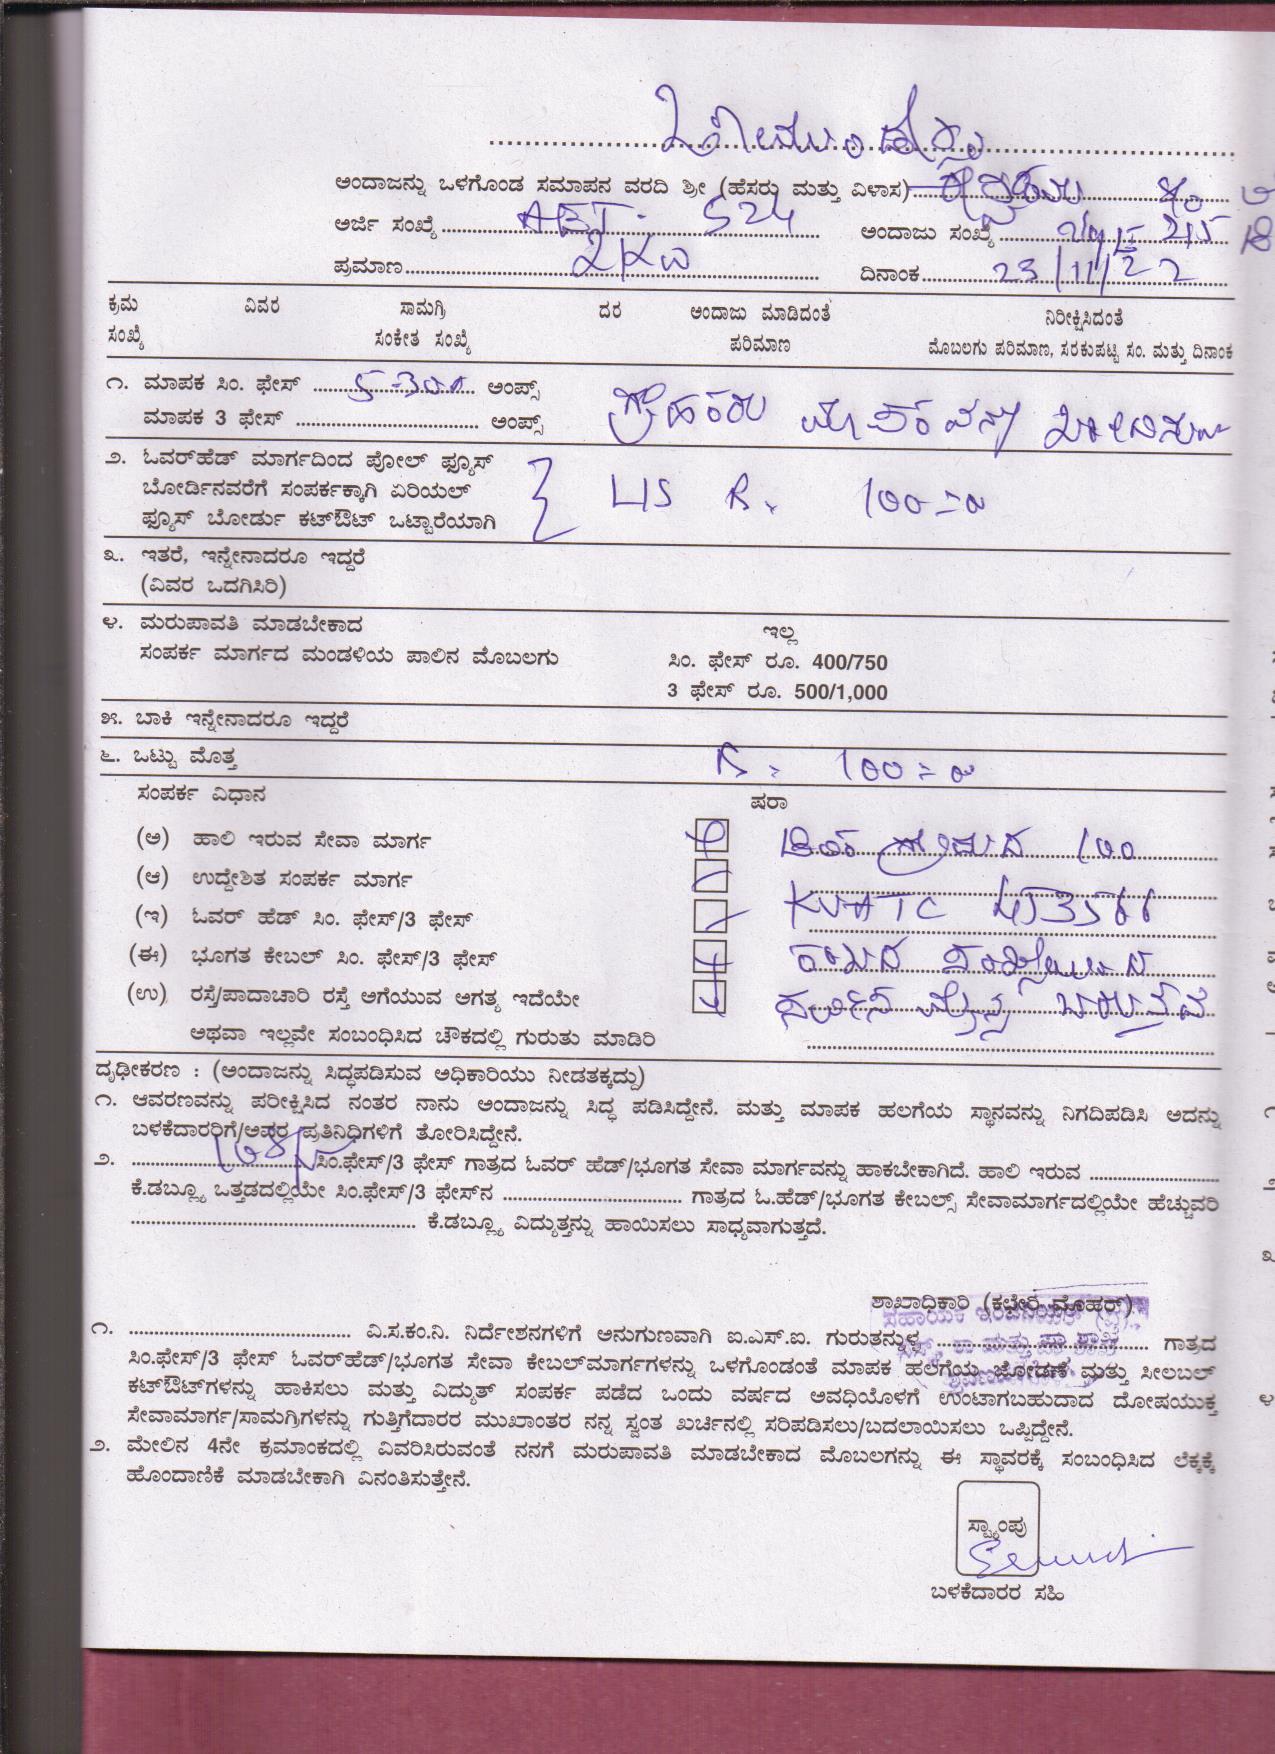 ಅಂದಾಜನ್ನು ಒಳಗೊಂಡ ಸಮಾಪನ ವರದಿ ಶ್ರೀ (ಹೆಸರು ಮತ್ತು ವಿಳಾಸ)
ಅರ್ಜಿ ಸಂಖ್ಯೆ 524 ಅಂದಾಜು ಸಂಖ್ಯೆ 215
ಪ್ರಮಾಣ ದಿನಾಂಕ 23/11/22
ಕ್ರಮ ವಿವರ ಸಾಮಗ್ರಿ ದರ ಅಂದಾಜು ಮಾಡಿದಂತೆ ನಿರೀಕ್ಷಿಸಿದಂತೆ
ಸಂಖ್ಯೆ ಸಂಕೇತ ಸಂಖ್ಯೆ ಪರಿಮಾಣ ಮೊಬಲಗು ಪರಿಮಾಣ, ಸರಕುಪಟ್ಟಿ ಸಂ. ಮತ್ತು ದಿನಾಂಕ
೧. ಮಾಪಕ ಸಿಂ. ಫೇಸ್ 5-30 ಅಂಪ್ಸ್ ಗ್ರಾಹಕರು
ಮಾಪಕ 3 ಫೇಸ್ ಅಂಪ್ಸ್
೨. ಓವರ್‌ಹೆಡ್ ಮಾರ್ಗದಿಂದ ಪೋಲ್ ಫ್ಯೂಸ್
ಬೋರ್ಡಿನವರೆಗೆ ಸಂಪರ್ಕಕ್ಕಾಗಿ ಏರಿಯಲ್ 100=00
ಫ್ಯೂಸ್ ಬೋರ್ಡು ಕಟ್‌ಔಟ್ ಒಟ್ಟಾರೆಯಾಗಿ
೩. ಇತರೆ, ಇನ್ನೇನಾದರೂ ಇದ್ದರೆ
(ವಿವರ ಒದಗಿಸಿರಿ)
೪. ಮರುಪಾವತಿ ಮಾಡಬೇಕಾದ ಇಲ್ಲ
ಸಂಪರ್ಕ ಮಾರ್ಗದ ಮಂಡಳಿಯ ಪಾಲಿನ ಮೊಬಲಗು ಸಿಂ. ಫೇಸ್ ರೂ. 400/750
3 ಫೇಸ್ ರೂ. 500/1,000
೫. ಬಾಕಿ ಇನ್ನೇನಾದರೂ ಇದ್ದರೆ
೬. ಒಟ್ಟು ಮೊತ್ತ 100=00
ಸಂಪರ್ಕ ವಿಧಾನ ಷರಾ
(ಅ) ಹಾಲಿ ಇರುವ ಸೇವಾ ಮಾರ್ಗ 100
(ಆ) ಉದ್ದೇಶಿತ ಸಂಪರ್ಕ ಮಾರ್ಗ
(ಇ) ಓವರ್ ಹೆಡ್ ಸಿಂ. ಫೇಸ್/3 ಫೇಸ್ KVATC
(ಈ) ಭೂಗತ ಕೇಬಲ್ ಸಿಂ. ಫೇಸ್/3 ಫೇಸ್
(ಉ) ರಸ್ತೆ/ಪಾದಾಚಾರಿ ರಸ್ತೆ ಅಗೆಯುವ ಅಗತ್ಯ ಇದೆಯೇ
ಅಥವಾ ಇಲ್ಲವೇ ಸಂಬಂಧಿಸಿದ ಚೌಕದಲ್ಲಿ ಗುರುತು ಮಾಡಿರಿ
ದೃಢೀಕರಣ : (ಅಂದಾಜನ್ನು ಸಿದ್ಧಪಡಿಸುವ ಅಧಿಕಾರಿಯು ನೀಡತಕ್ಕದ್ದು)
೧. ಆವರಣವನ್ನು ಪರೀಕ್ಷಿಸಿದ ನಂತರ ನಾನು ಅಂದಾಜನ್ನು ಸಿದ್ಧ ಪಡಿಸಿದ್ದೇನೆ. ಮತ್ತು ಮಾಪಕ ಹಲಗೆಯ ಸ್ಥಾನವನ್ನು ನಿಗದಿಪಡಿಸಿ ಅದನ್ನು
ಬಳಕೆದಾರರಿಗೆ/ಅವರ ಪ್ರತಿನಿಧಿಗಳಿಗೆ ತೋರಿಸಿದ್ದೇನೆ.
೨. ಸಿಂ.ಫೇಸ್/3 ಫೇಸ್ ಗಾತ್ರದ ಓವರ್ ಹೆಡ್/ಭೂಗತ ಸೇವಾ ಮಾರ್ಗವನ್ನು ಹಾಕಬೇಕಾಗಿದೆ. ಹಾಲಿ ಇರುವ
ಕೆ.ಡಬ್ಲ್ಯೂ ಒತ್ತಡದಲ್ಲಿಯೇ ಸಿಂ.ಫೇಸ್/3 ಫೇಸ್‌ನ ಗಾತ್ರದ ಓ.ಹೆಡ್/ಭೂಗತ ಕೇಬಲ್ಸ್ ಸೇವಾಮಾರ್ಗದಲ್ಲಿಯೇ ಹೆಚ್ಚುವರಿ
ಕೆ.ಡಬ್ಲ್ಯೂ ವಿದ್ಯುತ್ತನ್ನು ಹಾಯಿಸಲು ಸಾಧ್ಯವಾಗುತ್ತದೆ.
ಶಾಖಾಧಿಕಾರಿ (ಕಛೇರಿ ಮೊಹರ್)
೧. ವಿ.ಸ.ಕಂ.ನಿ. ನಿರ್ದೇಶನಗಳಿಗೆ ಅನುಗುಣವಾಗಿ ಐ.ಎಸ್.ಐ. ಗುರುತನ್ನುಳ್ಳ ಗಾತ್ರದ
ಸಿಂ.ಫೇಸ್/3 ಫೇಸ್ ಓವರ್‌ಹೆಡ್/ಭೂಗತ ಸೇವಾ ಕೇಬಲ್‌ಮಾರ್ಗಗಳನ್ನು ಒಳಗೊಂಡಂತೆ ಮಾಪಕ ಹಲಗೆಯ ಜೋಡಣೆ ಮತ್ತು ಸೀಲಬಲ್
ಕಟ್‌ಔಟ್‌ಗಳನ್ನು ಹಾಕಿಸಲು ಮತ್ತು ವಿದ್ಯುತ್ ಸಂಪರ್ಕ ಪಡೆದ ಒಂದು ವರ್ಷದ ಅವಧಿಯೊಳಗೆ ಉಂಟಾಗಬಹುದಾದ ದೋಷಯುಕ್ತ
ಸೇವಾಮಾರ್ಗ/ಸಾಮಗ್ರಿಗಳನ್ನು ಗುತ್ತಿಗೆದಾರರ ಮುಖಾಂತರ ನನ್ನ ಸ್ವಂತ ಖರ್ಚಿನಲ್ಲಿ ಸರಿಪಡಿಸಲು/ಬದಲಾಯಿಸಲು ಒಪ್ಪಿದ್ದೇನೆ.
೨. ಮೇಲಿನ 4ನೇ ಕ್ರಮಾಂಕದಲ್ಲಿ ವಿವರಿಸಿರುವಂತೆ ನನಗೆ ಮರುಪಾವತಿ ಮಾಡಬೇಕಾದ ಮೊಬಲಗನ್ನು ಈ ಸ್ಥಾವರಕ್ಕೆ ಸಂಬಂಧಿಸಿದ ಲೆಕ್ಕಕ್ಕೆ
ಹೊಂದಾಣಿಕೆ ಮಾಡಬೇಕಾಗಿ ವಿನಂತಿಸುತ್ತೇನೆ.
ಸ್ಟ್ಯಾಂಪು
ಬಳಕೆದಾರರ ಸಹಿ